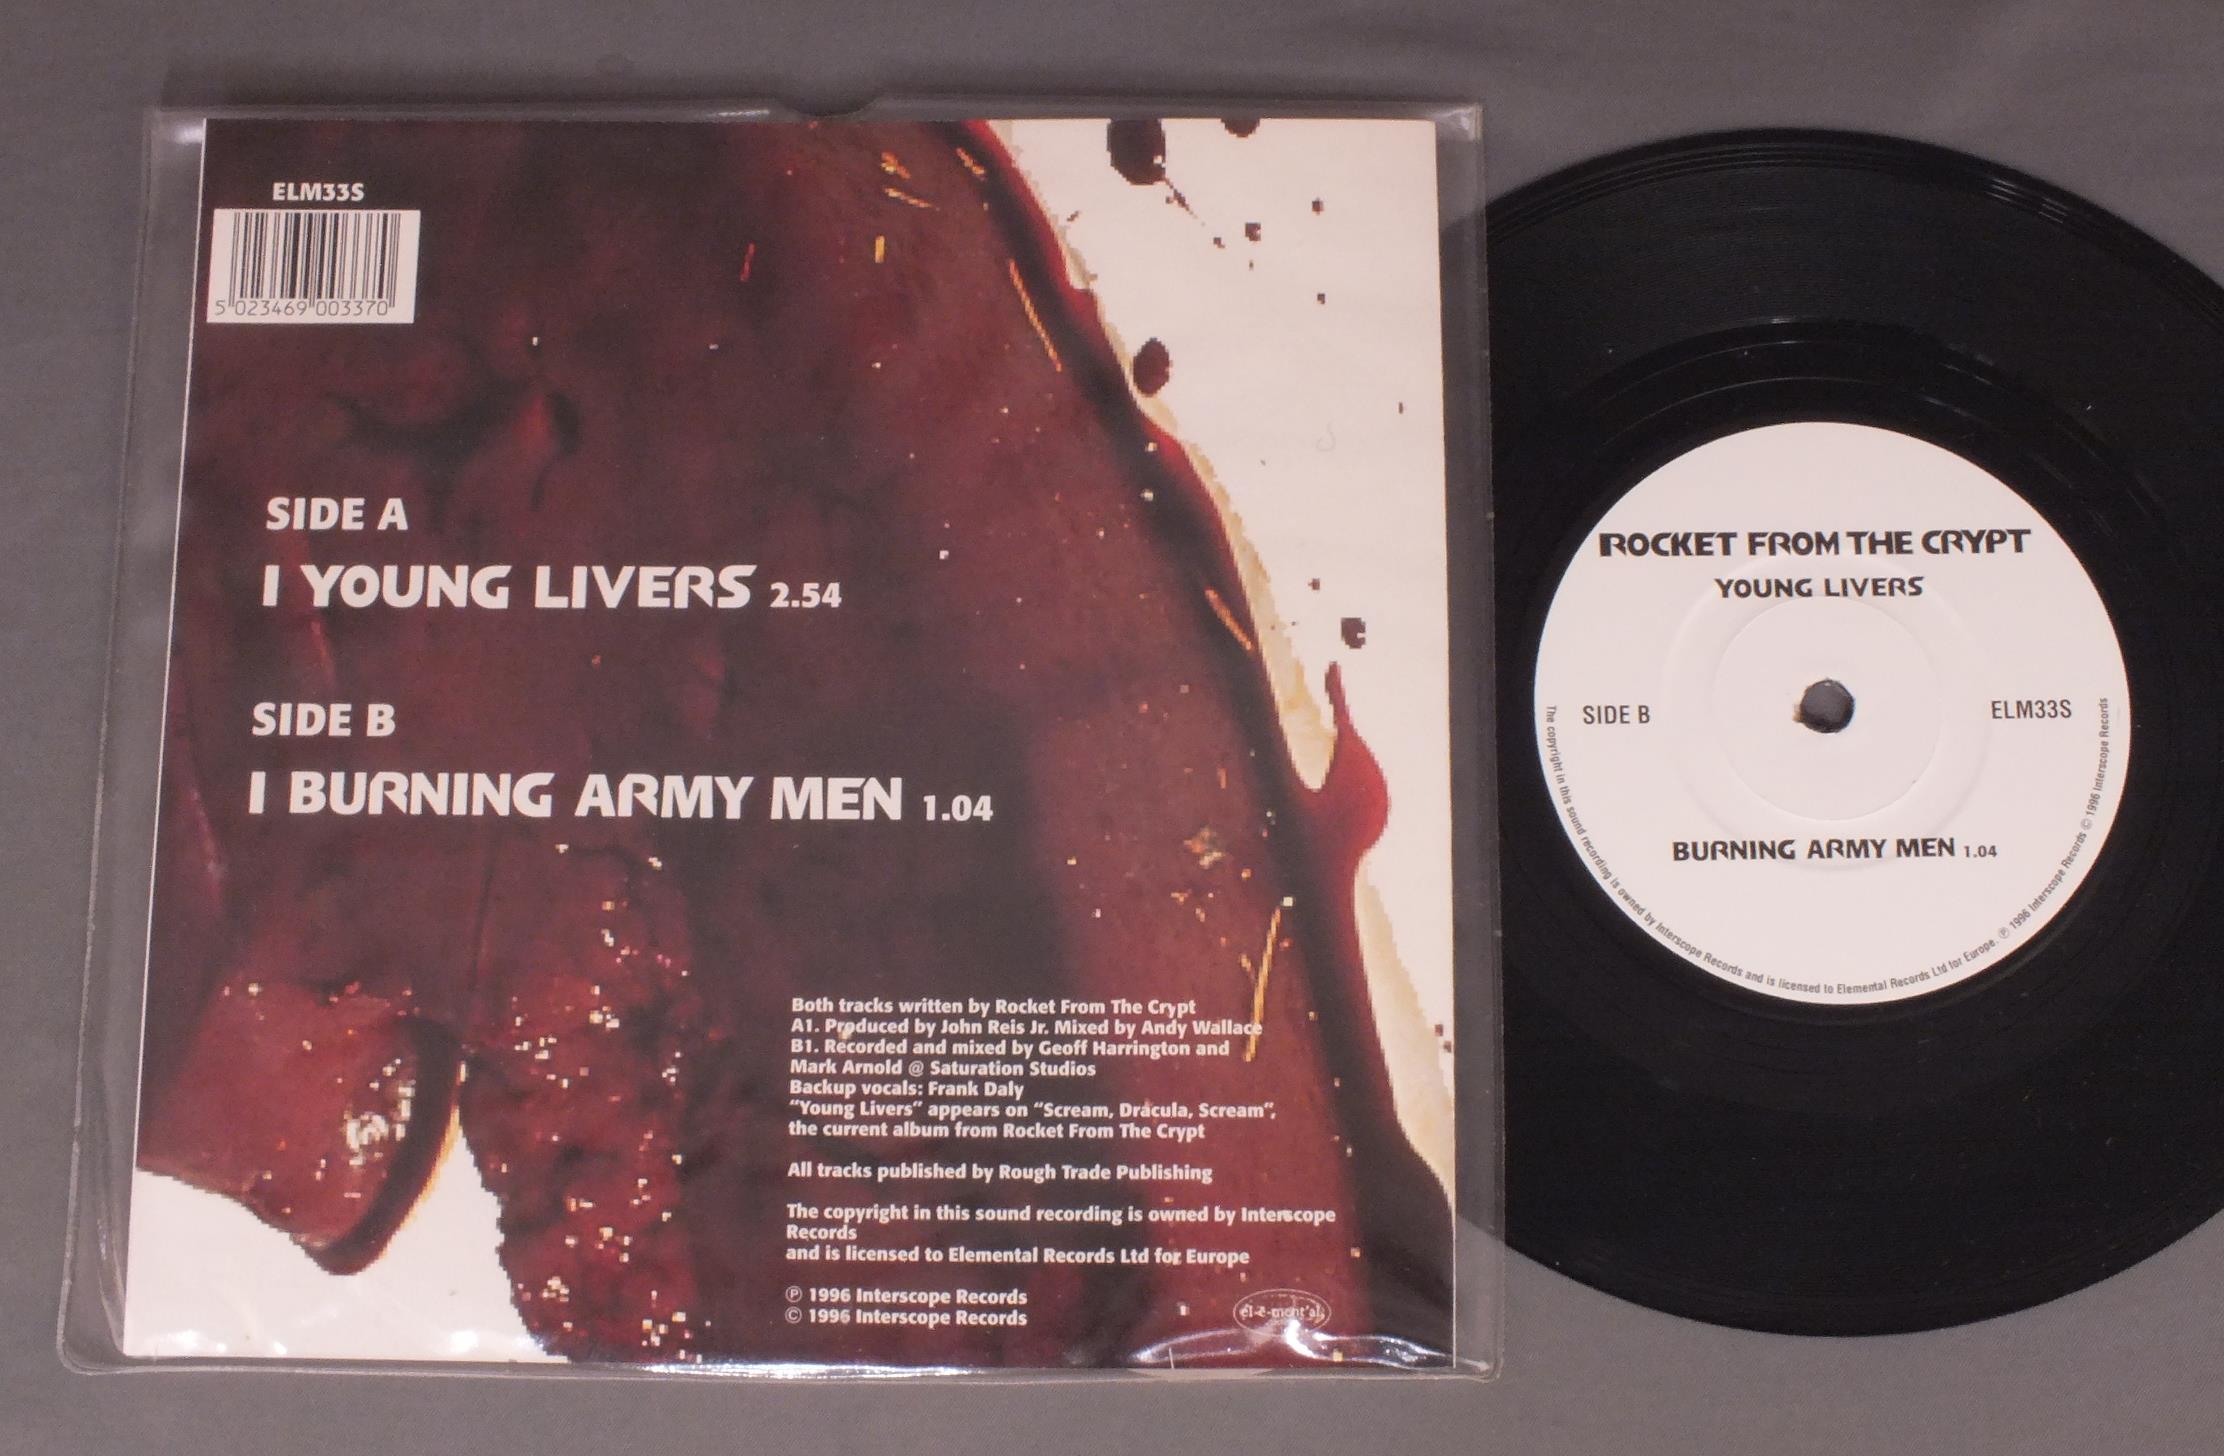 ELM33S
5 023469 003370
SIDE A
I YOUNG LIVERS 2.54
SIDE B
I BURNING ARMY MEN 1.04
Both tracks written by Rocket From The Crypt
A1. Produced by John Reis Jr. Mixed by Andy Wallace
B1. Recorded and mixed by Geoff Harrington and
Mark Arnold @ Saturation Studios
Backup vocals: Frank Daly
"Young Livers" appears on "Scream, Dracula, Scream",
the current album from Rocket From The Crypt
All tracks published by Rough Trade Publishing
The copyright in this sound recording is owned by Interscope
Records
and is licensed to Elemental Records Ltd for Europe
℗ 1996 Interscope Records
© 1996 Interscope Records
el-e-ment'al
ROCKET FROM THE CRYPT
YOUNG LIVERS
SIDE B
ELM33S
BURNING ARMY MEN 1.04
The copyright in this sound recording is owned by Interscope Records and is licensed to Elemental Records Ltd for Europe. ℗ 1996 Interscope Records © 1996 Interscope Records